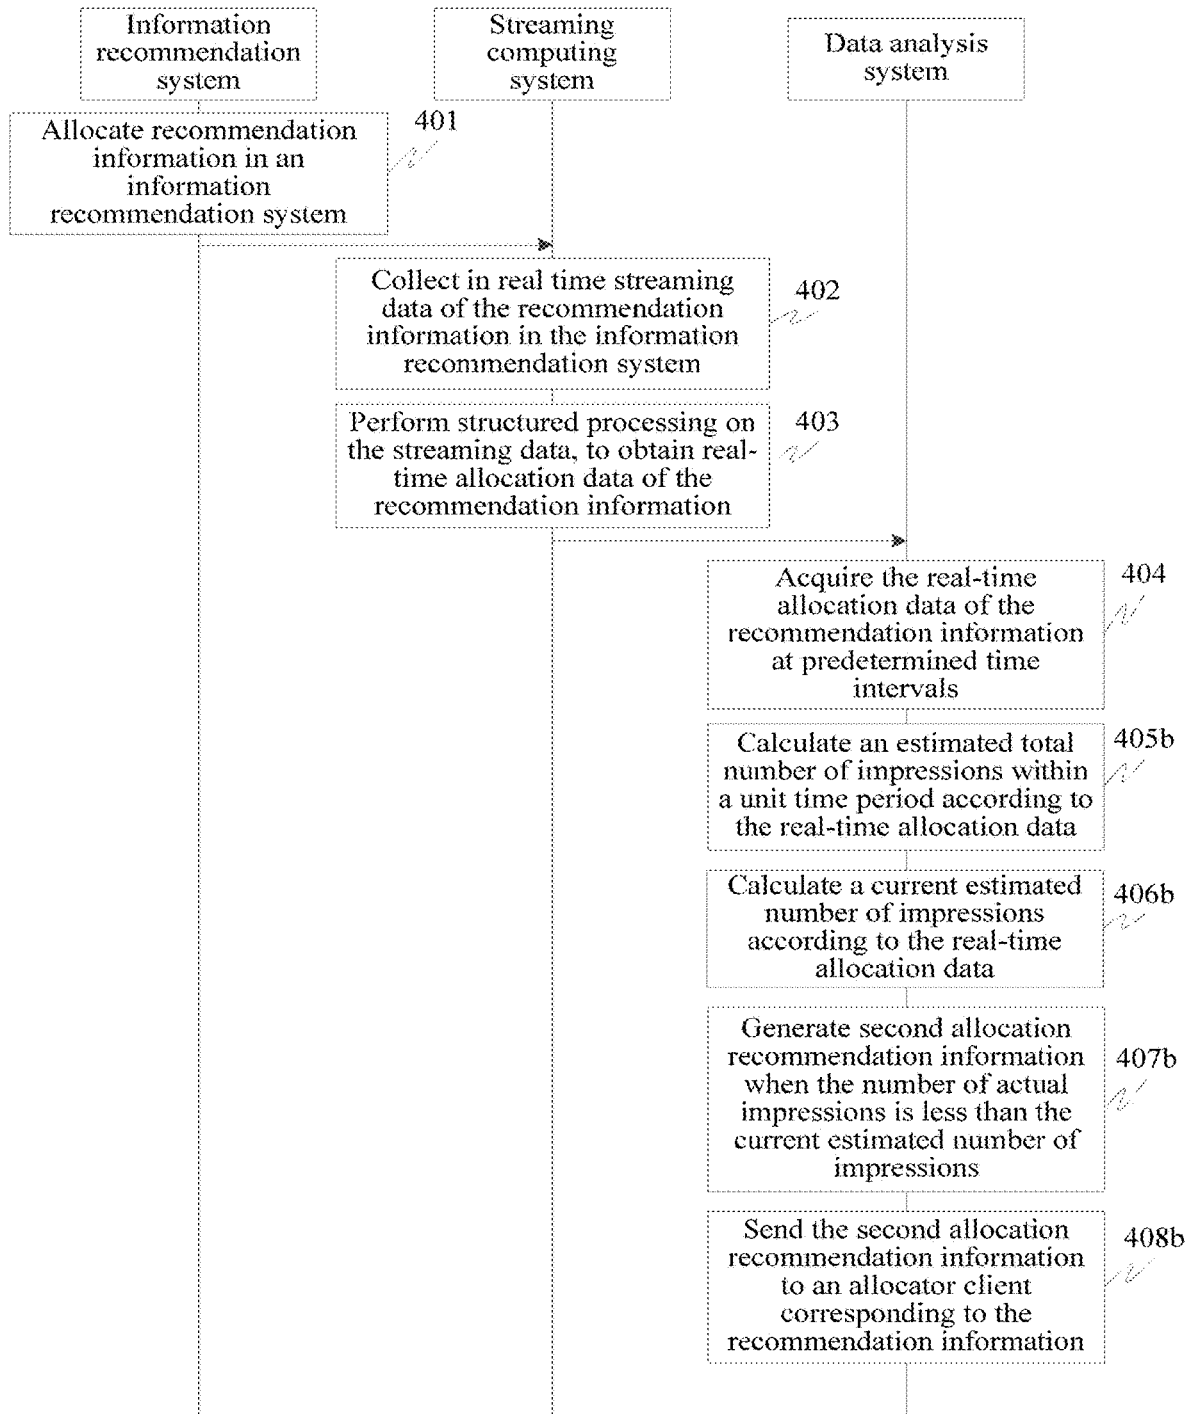 Information
recommendation
system
Streaming
computing
system
Data analysis
system
Allocate recommendation
information in an
information
recommendation system
401
Collect in real time streaming
data of the recommendation
information in the information
recommendation system
402
Perform structured processing on
the streaming data, to obtain real-
time allocation data of the
recommendation information
403
Acquire the real-time
allocation data of the
recommendation information
at predetermined time
intervals
404
Calculate an estimated total
number of impressions within
a unit time period according to
the real-time allocation data
405b
Calculate a current estimated
number of impressions
according to the real-time
allocation data
406b
Generate second allocation
recommendation information
when the number of actual
impressions is less than the
current estimated number of
impressions
407b
Send the second allocation
recommendation information
to an allocator client
corresponding to the
recommendation information
408b